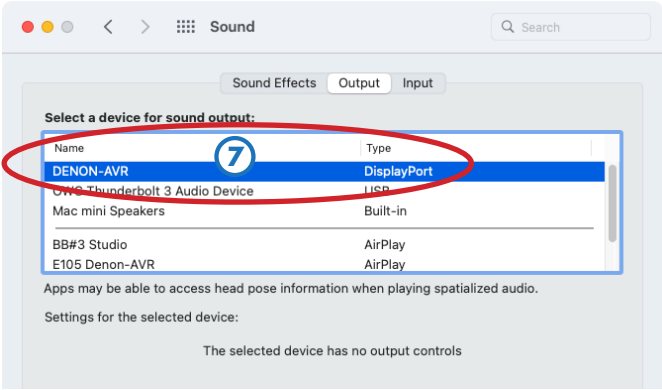 Sound
Search
Sound Effects Output Input
Select a device for sound output:
Name Type
7
DENON-AVR DisplayPort
OWC Thunderbolt 3 Audio Device USB
Mac mini Speakers Built-in
BB#3 Studio AirPlay
E105 Denon-AVR AirPlay
Apps may be able to access head pose information when playing spatialized audio.
Settings for the selected device:
The selected device has no output controls